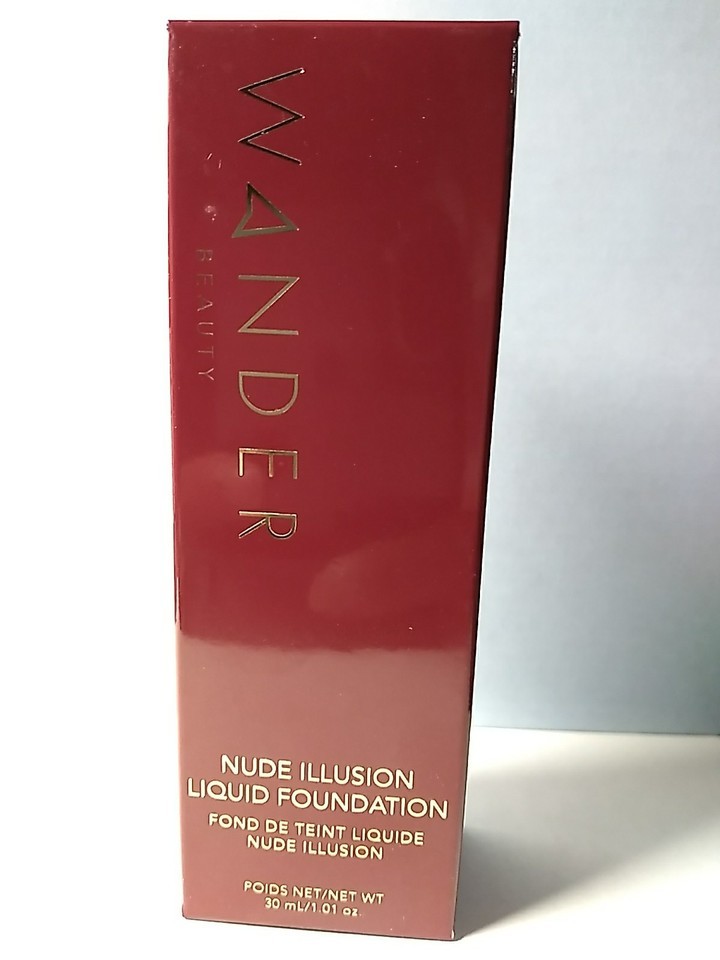 WANDER
BEAUTY
NUDE ILLUSION
LIQUID FOUNDATION
FOND DE TEINT LIQUIDE
NUDE ILLUSION
POIDS NET/NET WT
30 mL/1.01 oz.